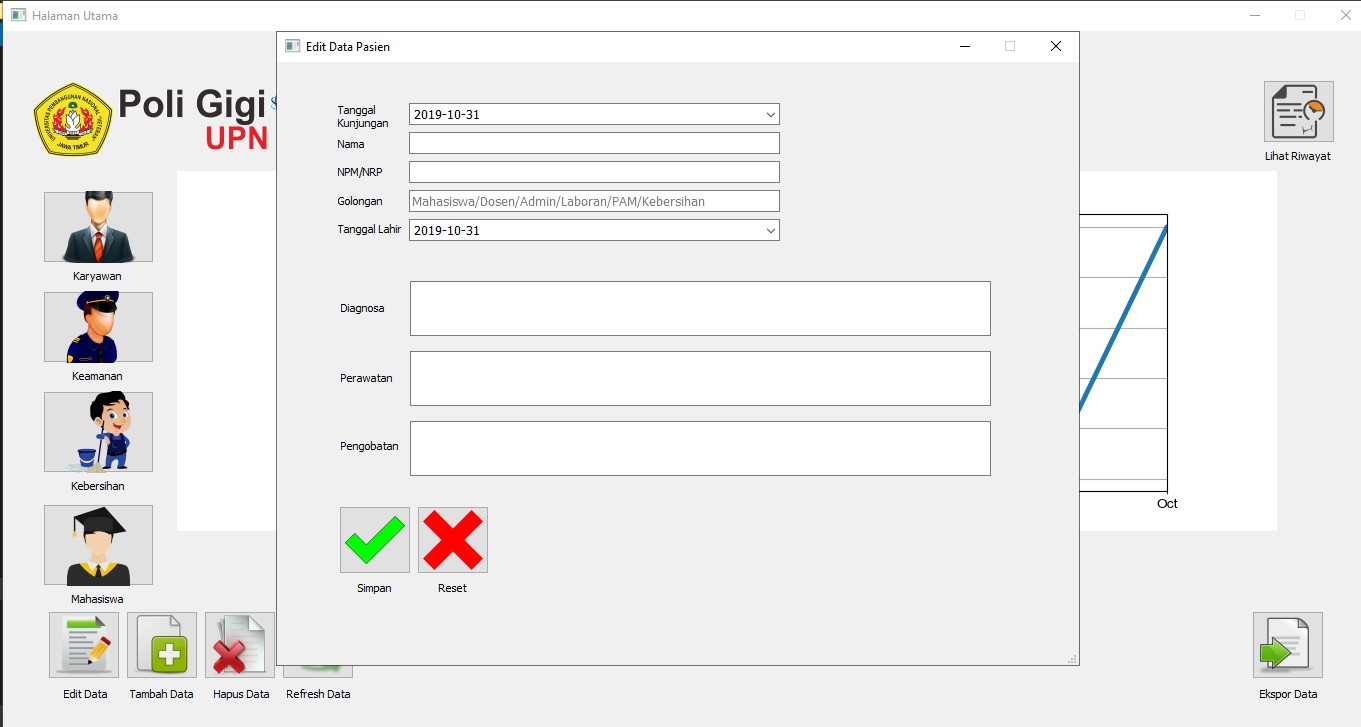 Halaman Utama
Edit Data Pasien
Poli Gigi
UPN
Lihat Riwayat
Tanggal
Kunjungan
2019-10-31
Nama
NPM/NRP
Golongan
Mahasiswa/Dosen/Admin/Laboran/PAM/Kebersihan
Tanggal Lahir
2019-10-31
Diagnosa
Perawatan
Pengobatan
Simpan
Reset
Karyawan
Keamanan
Kebersihan
Mahasiswa
Oct
Edit Data
Tambah Data
Hapus Data
Refresh Data
Ekspor Data